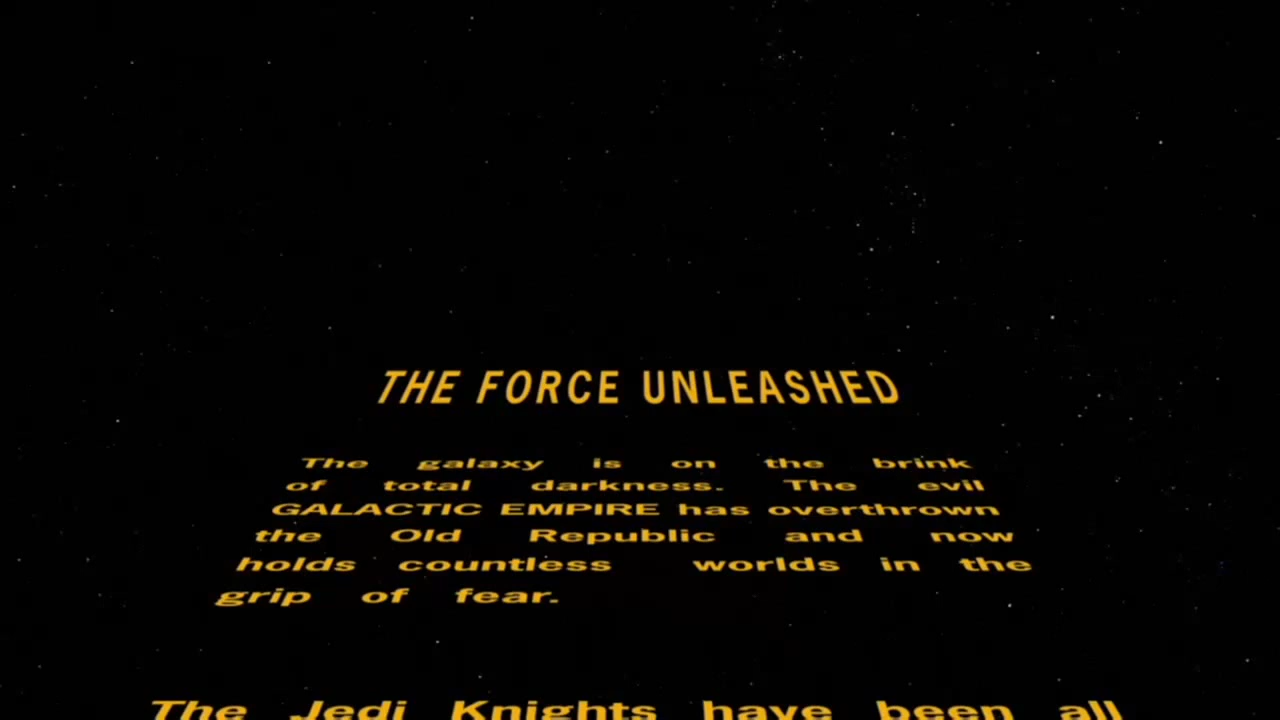 THE FORCE UNLEASHED
The galaxy is on the brink
of total darkness. The evil
GALACTIC EMPIRE has overthrown
the Old Republic and now
holds countless worlds in the
grip of fear.
The Jedi Knights have been all